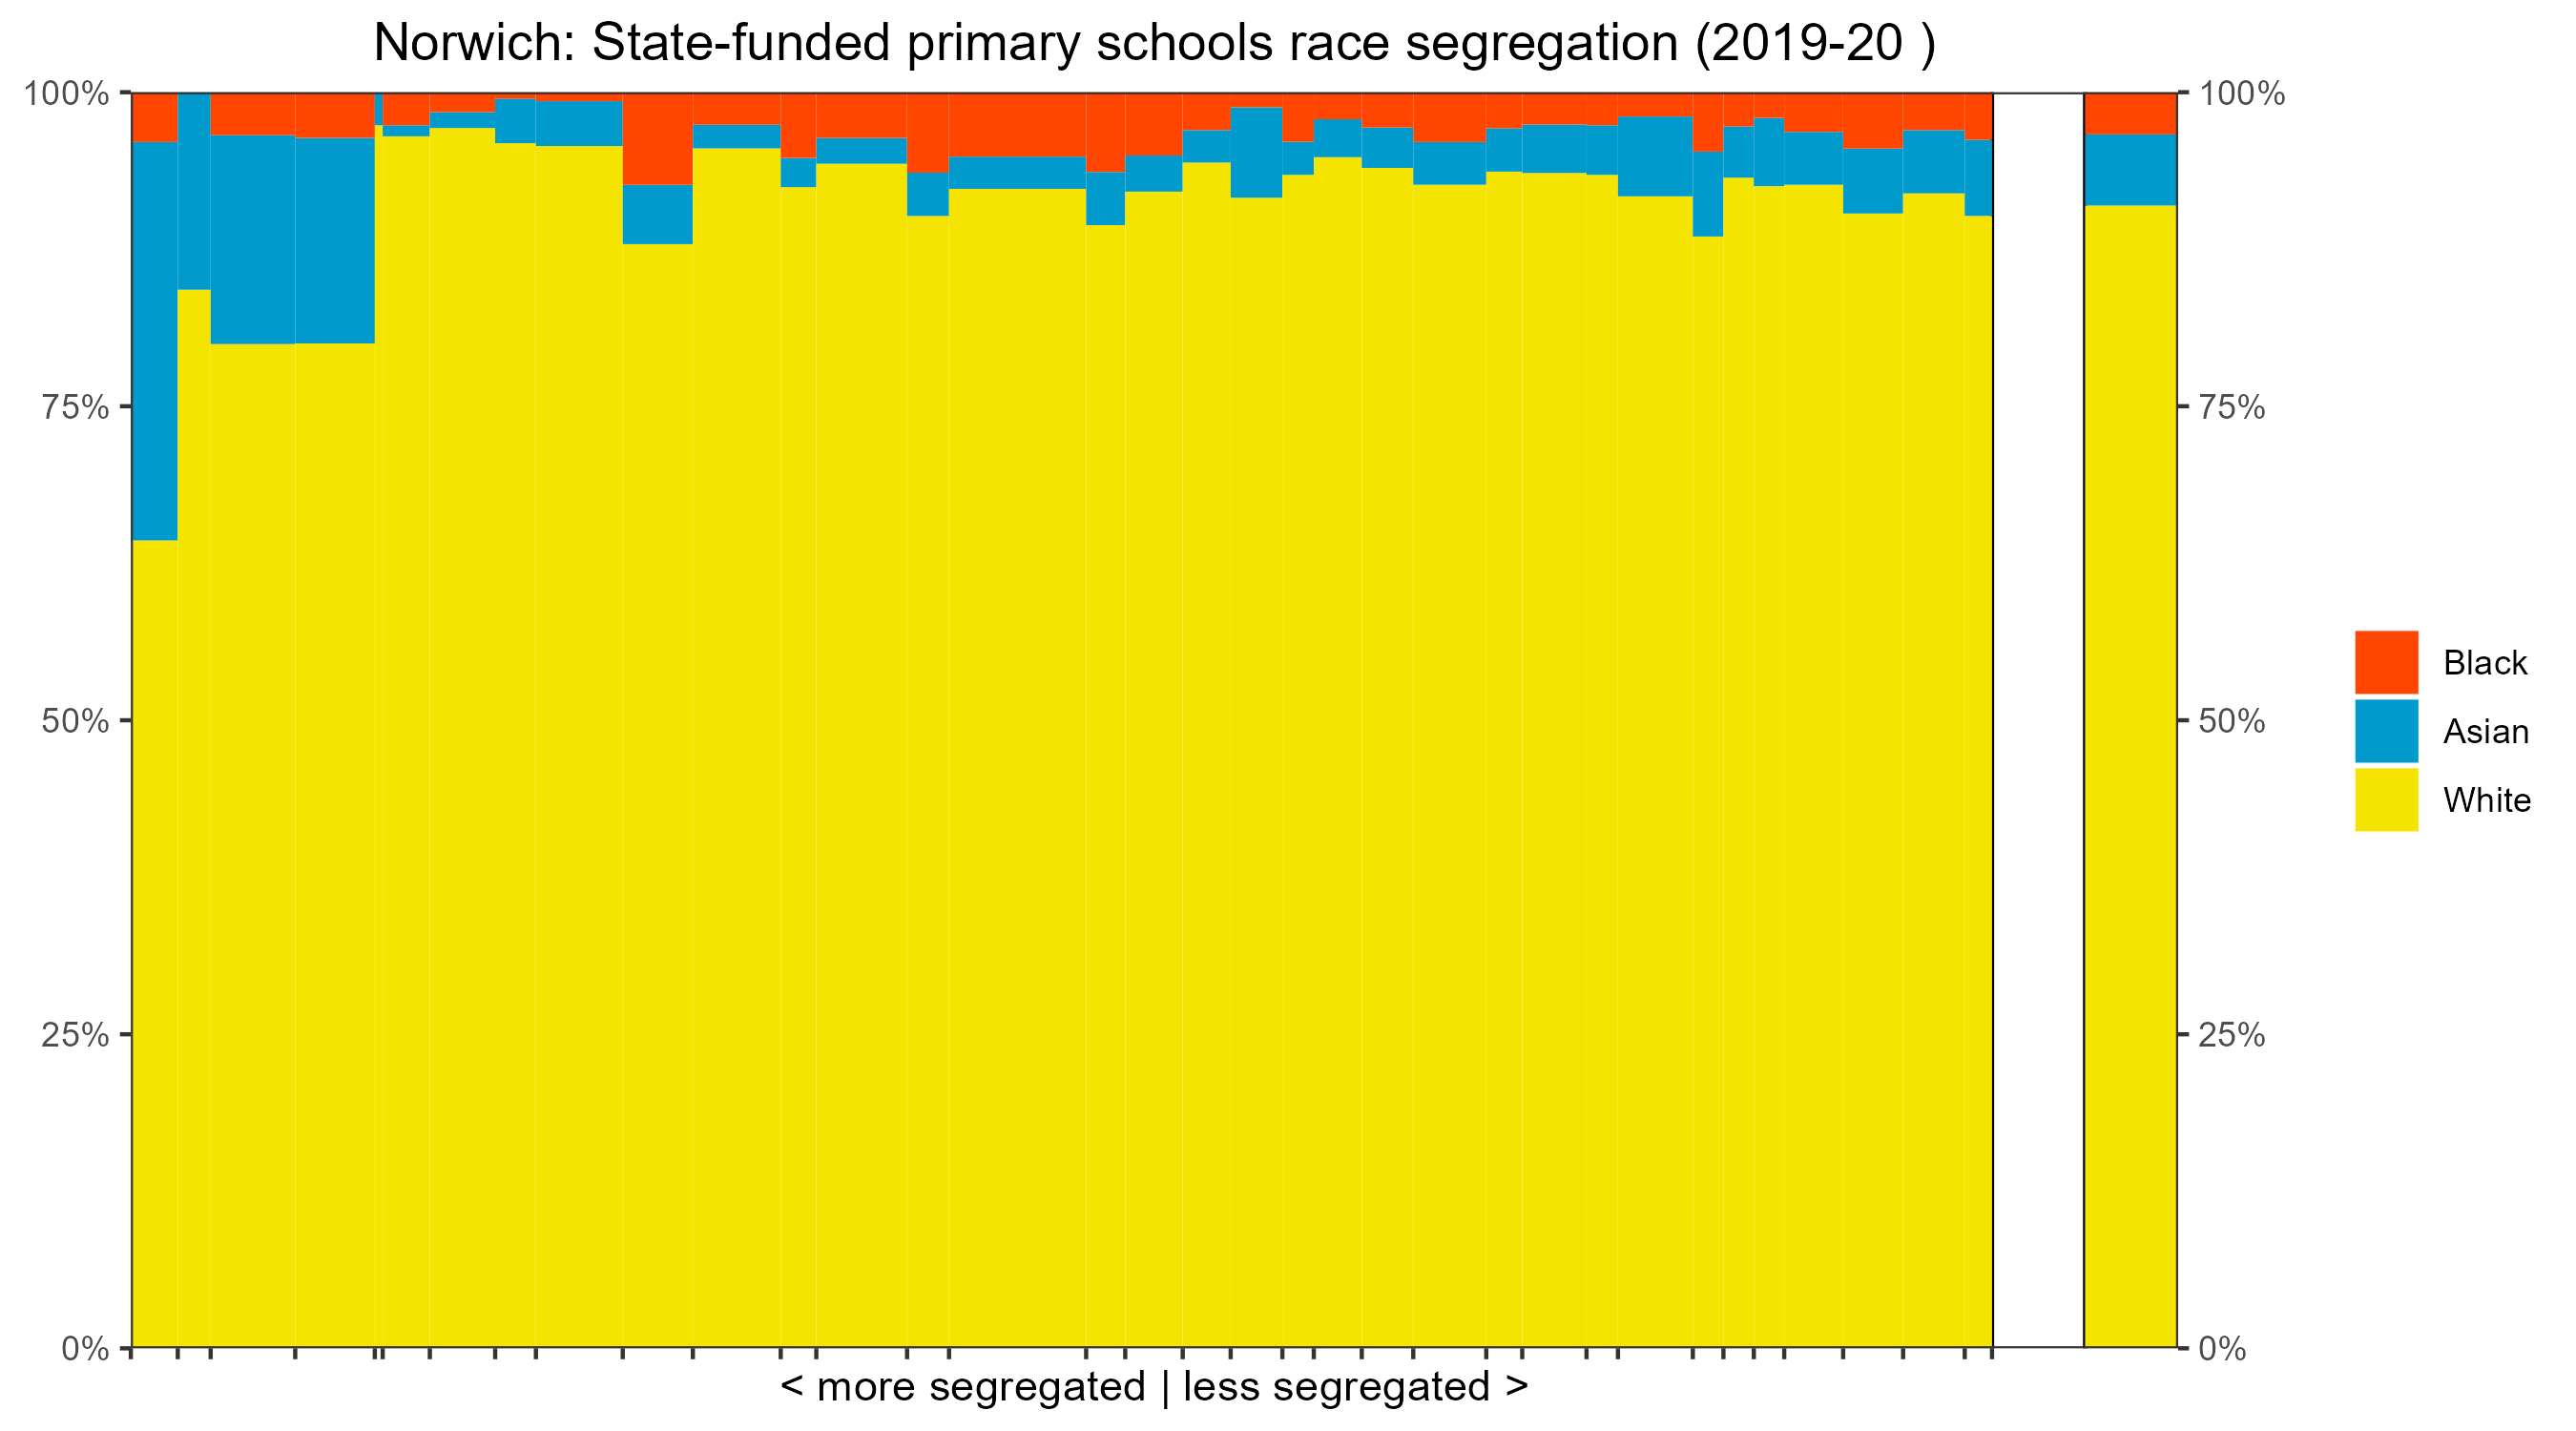 Norwich: State-funded primary schools race segregation (2019-20 )
100%
75%
50%
25%
0%
100%
75%
50%
25%
0%
Black
Asian
White
< more segregated | less segregated >